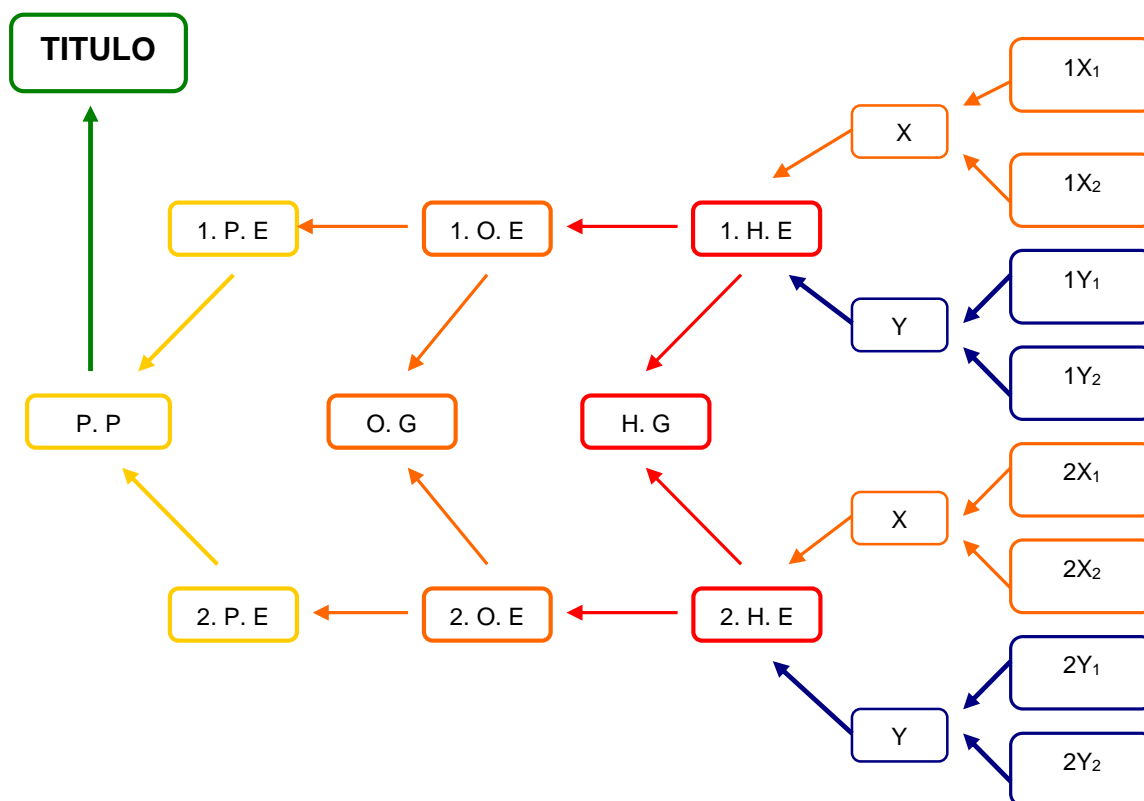 TITULO
1X₁
X
1X₂
1. P. E
1. O. E
1. H. E
1Y₁
Y
1Y₂
P. P
O. G
H. G
2X₁
X
2X₂
2. P. E
2. O. E
2. H. E
2Y₁
Y
2Y₂